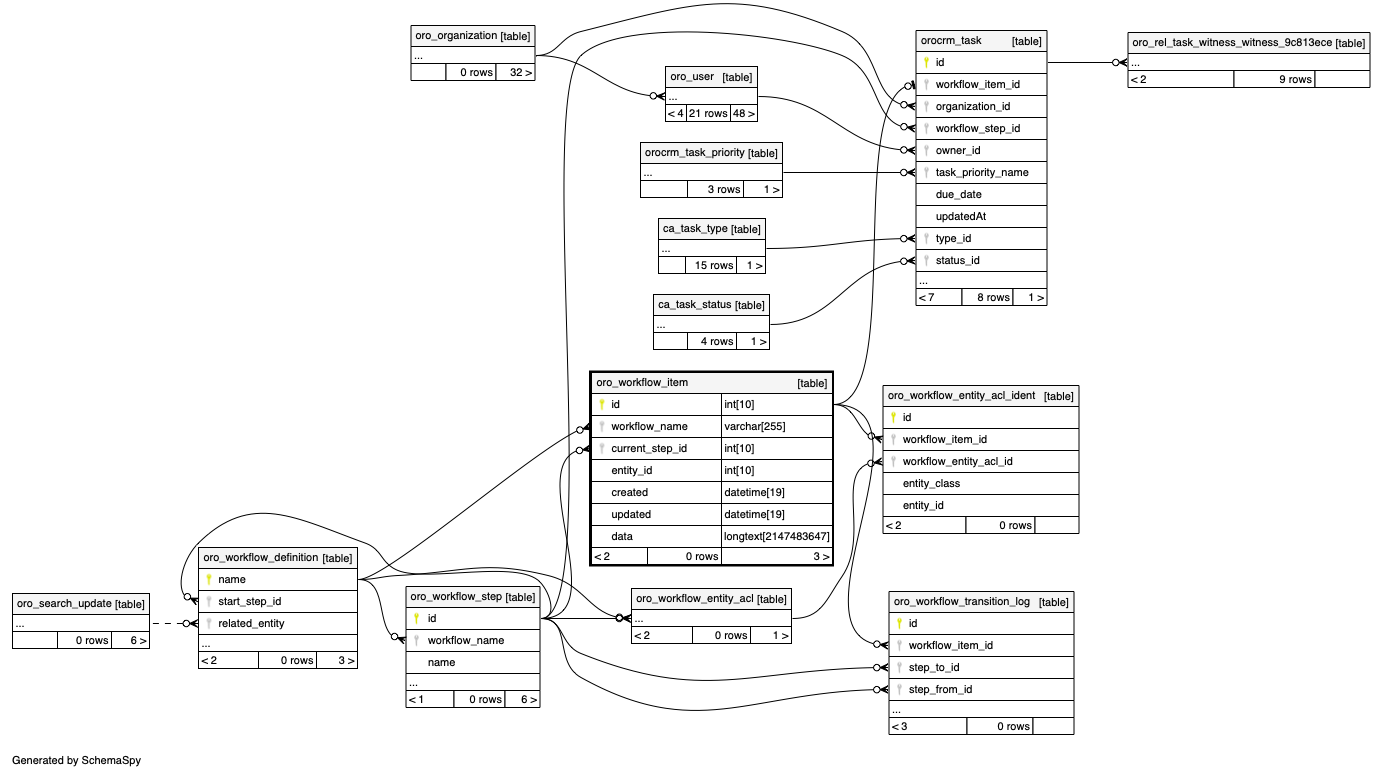 oro_organization [table]
...
0 rows 32 >
oro_user [table]
...
< 4 21 rows 48 >
orocrm_task_priority [table]
...
3 rows 1 >
ca_task_type [table]
...
15 rows 1 >
ca_task_status [table]
...
4 rows 1 >
orocrm_task [table]
id
workflow_item_id
organization_id
workflow_step_id
owner_id
task_priority_name
due_date
updatedAt
type_id
status_id
...
< 7 8 rows 1 >
oro_rel_task_witness_witness_9c813ece [table]
...
< 2 9 rows
oro_workflow_item [table]
id int[10]
workflow_name varchar[255]
current_step_id int[10]
entity_id int[10]
created datetime[19]
updated datetime[19]
data longtext[2147483647]
< 2 0 rows 3 >
oro_workflow_entity_acl_ident [table]
id
workflow_item_id
workflow_entity_acl_id
entity_class
entity_id
< 2 0 rows
oro_search_update [table]
...
0 rows 6 >
oro_workflow_definition [table]
name
start_step_id
related_entity
...
< 2 0 rows 3 >
oro_workflow_step [table]
id
workflow_name
name
...
< 1 0 rows 6 >
oro_workflow_entity_acl [table]
...
< 2 0 rows 1 >
oro_workflow_transition_log [table]
id
workflow_item_id
step_to_id
step_from_id
...
< 3 0 rows
Generated by SchemaSpy